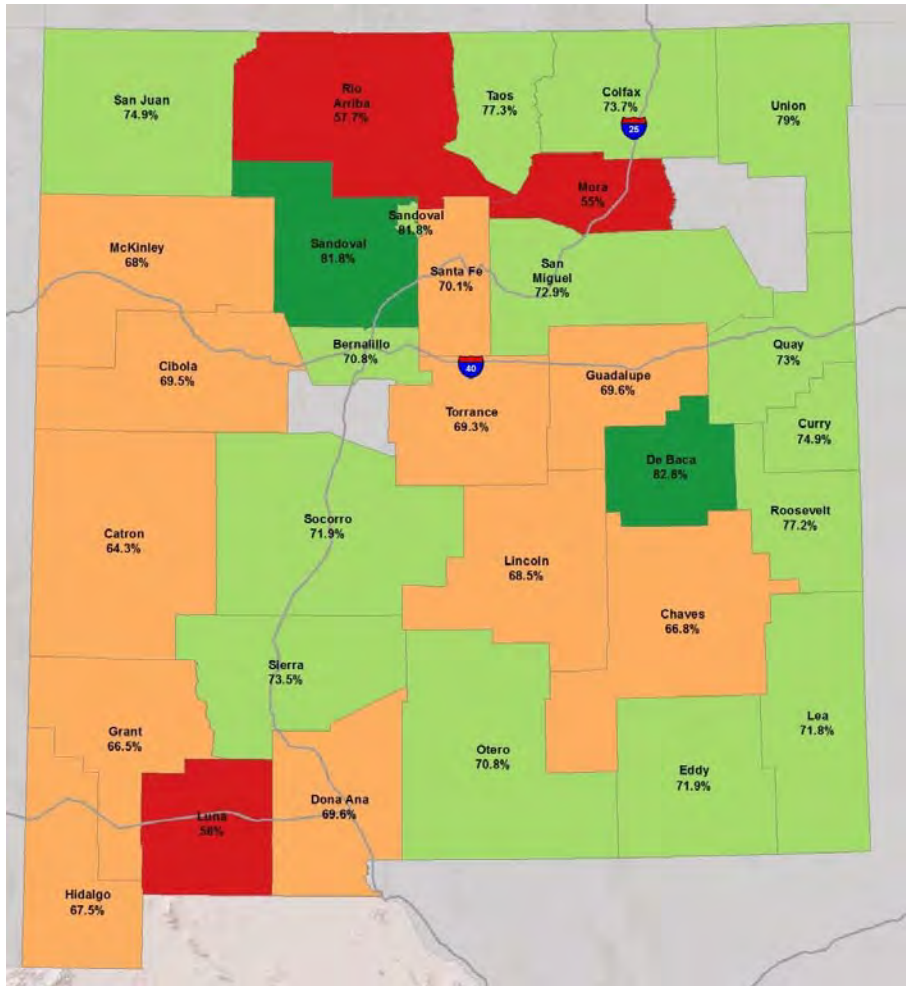 San Juan
74.9%
Rio
Arriba
57.7%
Taos
77.3%
Colfax
73.7%
Union
79%
25
Mora
55%
McKinley
68%
Sandoval
81.8%
Sandoval
81.8%
Santa Fe
70.1%
San
Miguel
72.9%
Bernalillo
70.8%
Quay
73%
Cibola
69.5%
40
Guadalupe
69.6%
Torrance
69.3%
Curry
74.9%
De Baca
82.6%
Catron
64.3%
Socorro
71.9%
Roosevelt
77.2%
Lincoln
68.5%
Chaves
66.8%
Sierra
73.5%
Grant
66.5%
Otero
70.8%
Lea
71.8%
Eddy
71.9%
Luna
58%
Dona Ana
69.6%
Hidalgo
67.5%